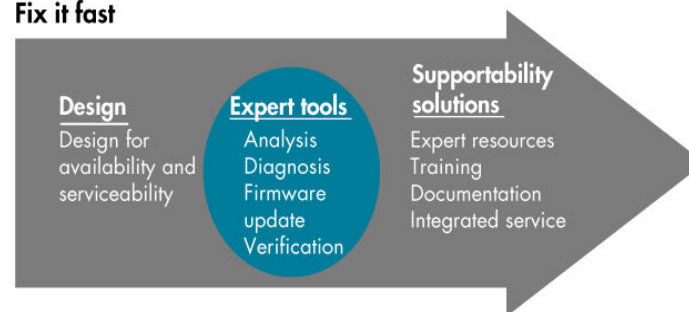 Fix it fast
Design
Design for
availability and
serviceability
Expert tools
Analysis
Diagnosis
Firmware
update
Verification
Supportability
solutions
Expert resources
Training
Documentation
Integrated service